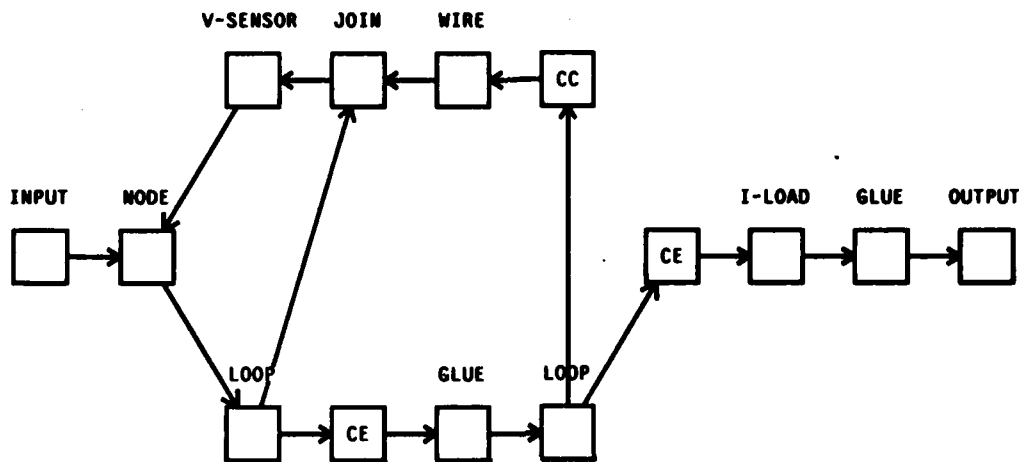 V-SENSOR JOIN WIRE
CC
INPUT NODE I-LOAD GLUE OUTPUT
CE
LOOP GLUE LOOP
CE